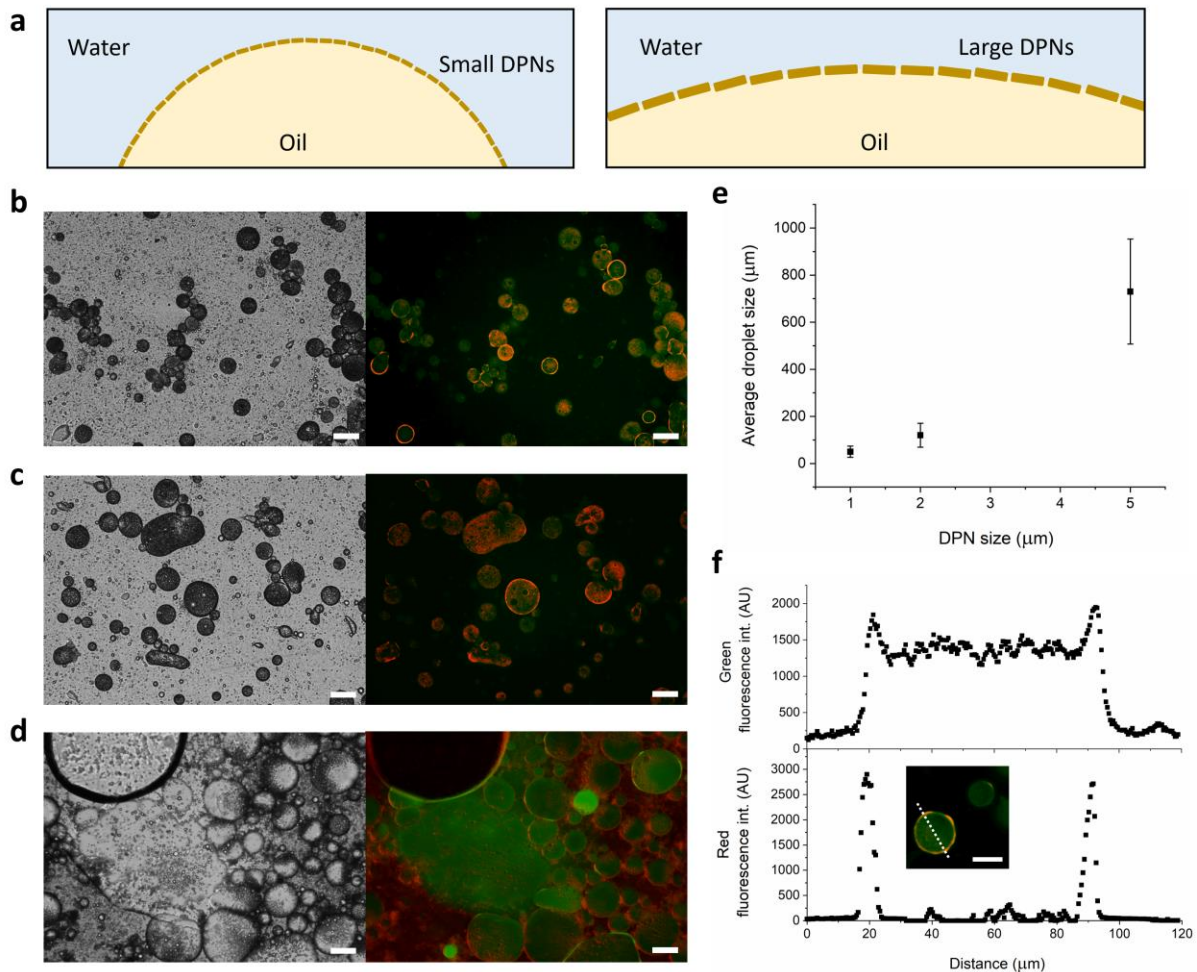 a
Water
Small DPNs
Oil
Water
Large DPNs
Oil
b
c
d
e
Average droplet size (μm)
1000
800
600
400
200
0
1
2
3
4
5
DPN size (μm)
f
Green
fluorescence int. (AU)
2000
1500
1000
500
0
Red
fluorescence int. (AU)
3000
2500
2000
1500
1000
500
0
0
20
40
60
80
100
120
Distance (μm)